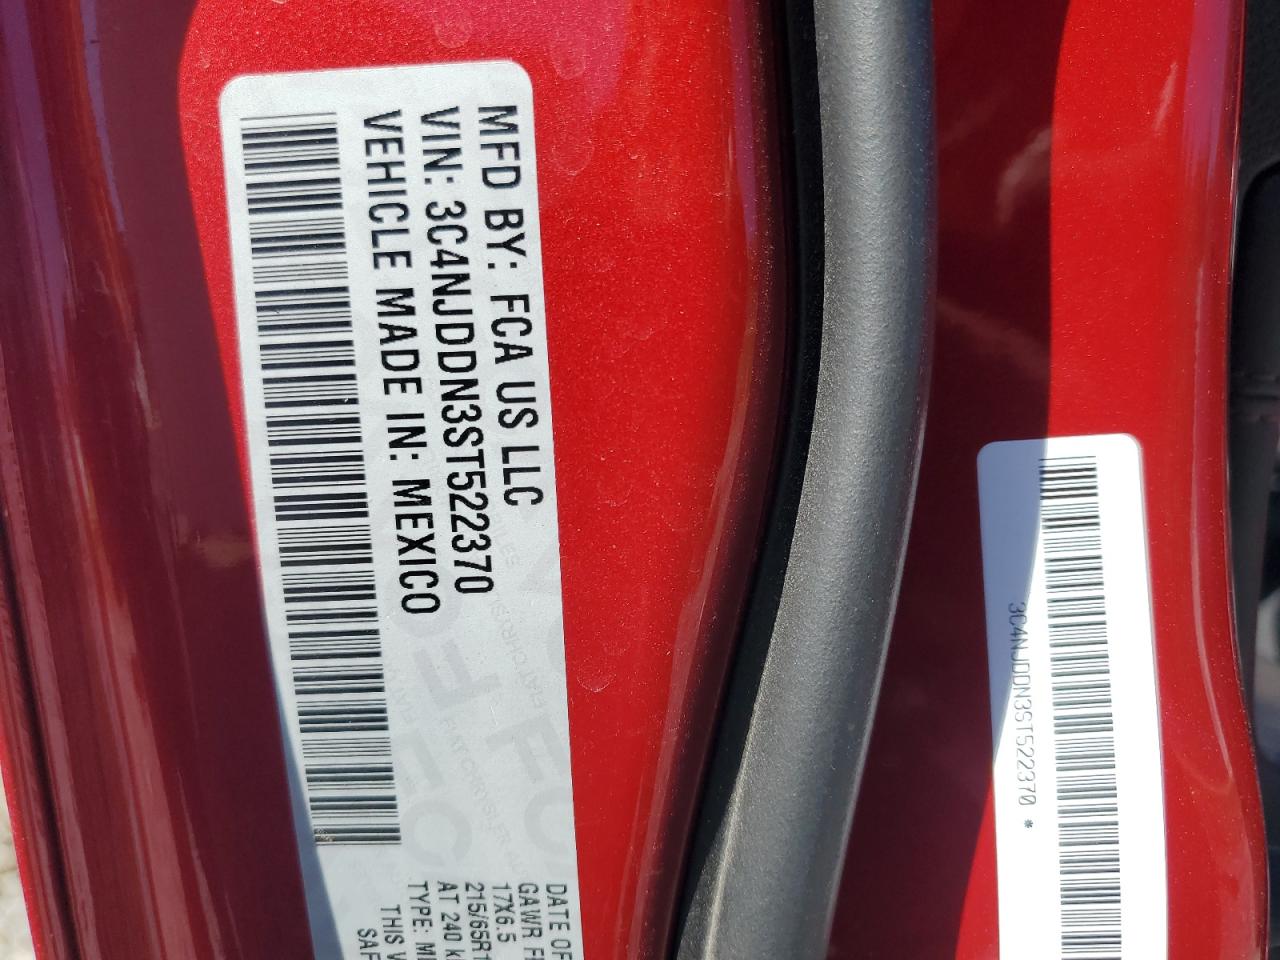 MFD BY: FCA US LLC
VIN: 3C4NJDDN3ST522370
VEHICLE MADE IN: MEXICO
DATE OF
GAWR
17X6.5
215/65R1
AT 240
TYPE:
THIS
SAF
3C4NJDDN3ST522370 *